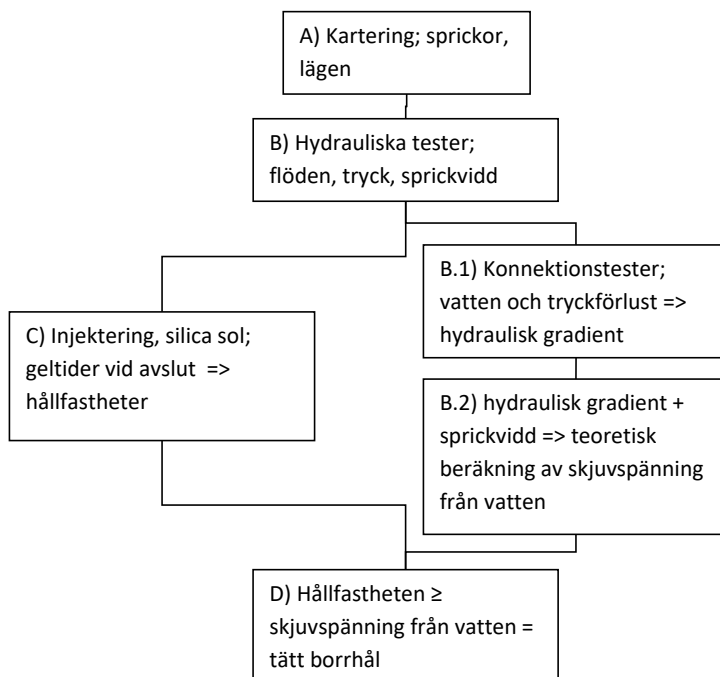 A) Kartering; sprickor,
lägen
B) Hydrauliska tester;
flöden, tryck, sprickvidd
B.1) Konnektionstester;
vatten och tryckförlust =>
hydraulisk gradient
C) Injektering, silica sol;
geltider vid avslut =>
hållfastheter
B.2) hydraulisk gradient +
sprickvidd => teoretisk
beräkning av skjuvspänning
från vatten
D) Hållfastheten ≥
skjuvspänning från vatten =
tätt borrhål